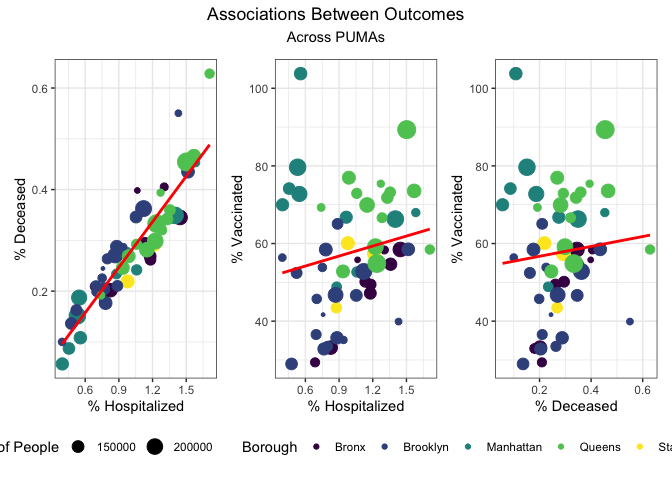 Associations Between Outcomes
Across PUMAs
% Deceased
0.6
0.4
0.2
0.6 0.9 1.2 1.5
% Hospitalized
% Vaccinated
100
80
60
40
0.6 0.9 1.2 1.5
% Hospitalized
% Vaccinated
100
80
60
40
0.2 0.4 0.6
% Deceased
of People 150000 200000 Borough Bronx Brooklyn Manhattan Queens Sta